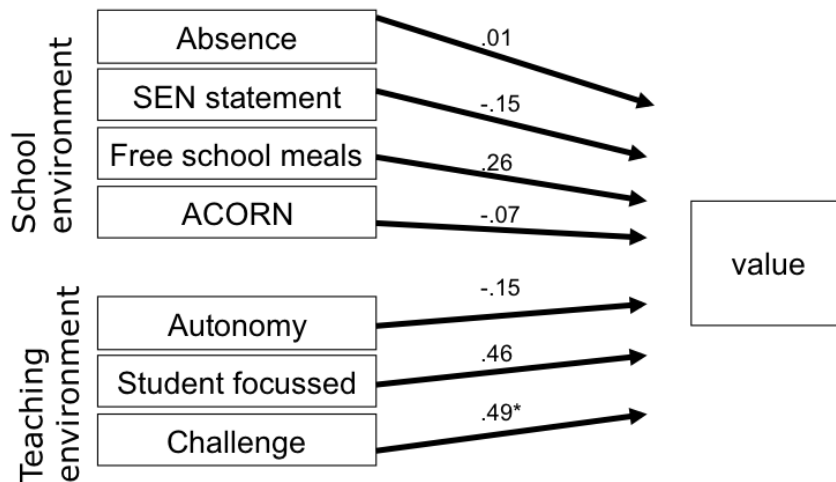 School
environment
Absence
.01
SEN statement
-.15
Free school meals
.26
ACORN
-.07
value
Teaching
environment
Autonomy
-.15
Student focussed
.46
Challenge
.49*